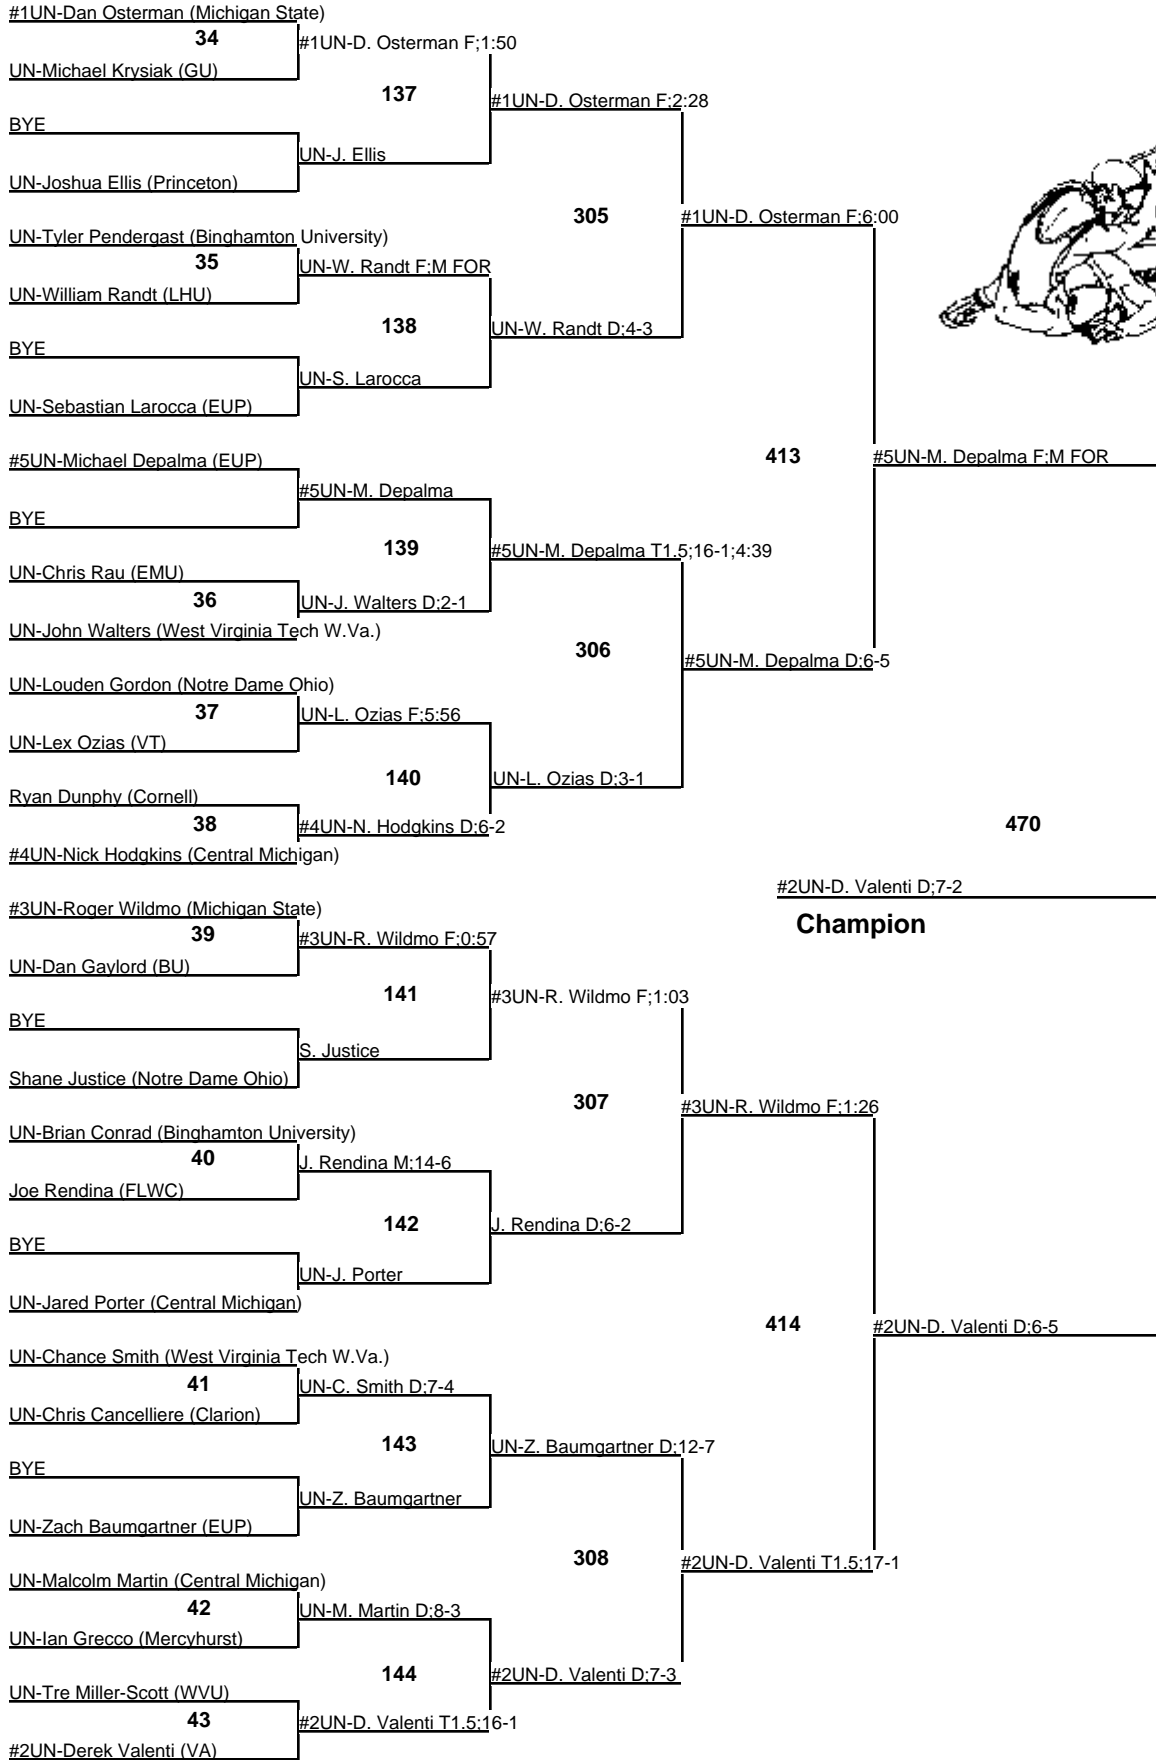 #1UN-Dan Osterman (Michigan State)
34
#1UN-D. Osterman F;1:50
UN-Michael Krysiak (GU)
137
#1UN-D. Osterman F;2:28
BYE
UN-J. Ellis
UN-Joshua Ellis (Princeton)
305
#1UN-D. Osterman F;6:00
UN-Tyler Pendergast (Binghamton University)
35
UN-W. Randt F;M FOR
UN-William Randt (LHU)
138
UN-W. Randt D;4-3
BYE
UN-S. Larocca
UN-Sebastian Larocca (EUP)
413
#5UN-M. Depalma F;M FOR
#5UN-Michael Depalma (EUP)
#5UN-M. Depalma
BYE
139
#5UN-M. Depalma T1.5;16-1;4:39
UN-Chris Rau (EMU)
36
UN-J. Walters D;2-1
UN-John Walters (West Virginia Tech W.Va.)
306
#5UN-M. Depalma D;6-5
UN-Louden Gordon (Notre Dame Ohio)
37
UN-L. Ozias F;5:56
UN-Lex Ozias (VT)
140
UN-L. Ozias D;3-1
Ryan Dunphy (Cornell)
38
#4UN-N. Hodgkins D;6-2
470
#4UN-Nick Hodgkins (Central Michigan)
#2UN-D. Valenti D;7-2
Champion
#3UN-Roger Wildmo (Michigan State)
39
#3UN-R. Wildmo F;0:57
UN-Dan Gaylord (BU)
141
#3UN-R. Wildmo F;1:03
BYE
S. Justice
Shane Justice (Notre Dame Ohio)
307
#3UN-R. Wildmo F;1:26
UN-Brian Conrad (Binghamton University)
40
J. Rendina M;14-6
Joe Rendina (FLWC)
142
J. Rendina D;6-2
BYE
UN-J. Porter
UN-Jared Porter (Central Michigan)
414
#2UN-D. Valenti D;6-5
UN-Chance Smith (West Virginia Tech W.Va.)
41
UN-C. Smith D;7-4
UN-Chris Cancelliere (Clarion)
143
UN-Z. Baumgartner D;12-7
BYE
UN-Z. Baumgartner
UN-Zach Baumgartner (EUP)
308
#2UN-D. Valenti T1.5;17-1
UN-Malcolm Martin (Central Michigan)
42
UN-M. Martin D;8-3
UN-Ian Grecco (Mercyhurst)
144
#2UN-D. Valenti D;7-3
UN-Tre Miller-Scott (WVU)
43
#2UN-D. Valenti T1.5;16-1
#2UN-Derek Valenti (VA)